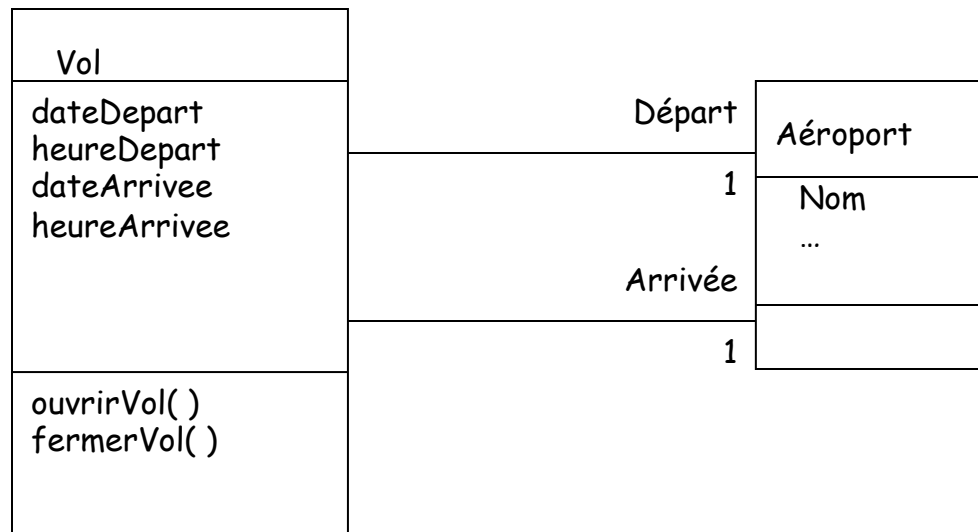 Vol
dateDepart
heureDepart
dateArrivee
heureArrivee
ouvrirVol( )
fermerVol( )
Départ
1
Arrivée
1
Aéroport
Nom
…